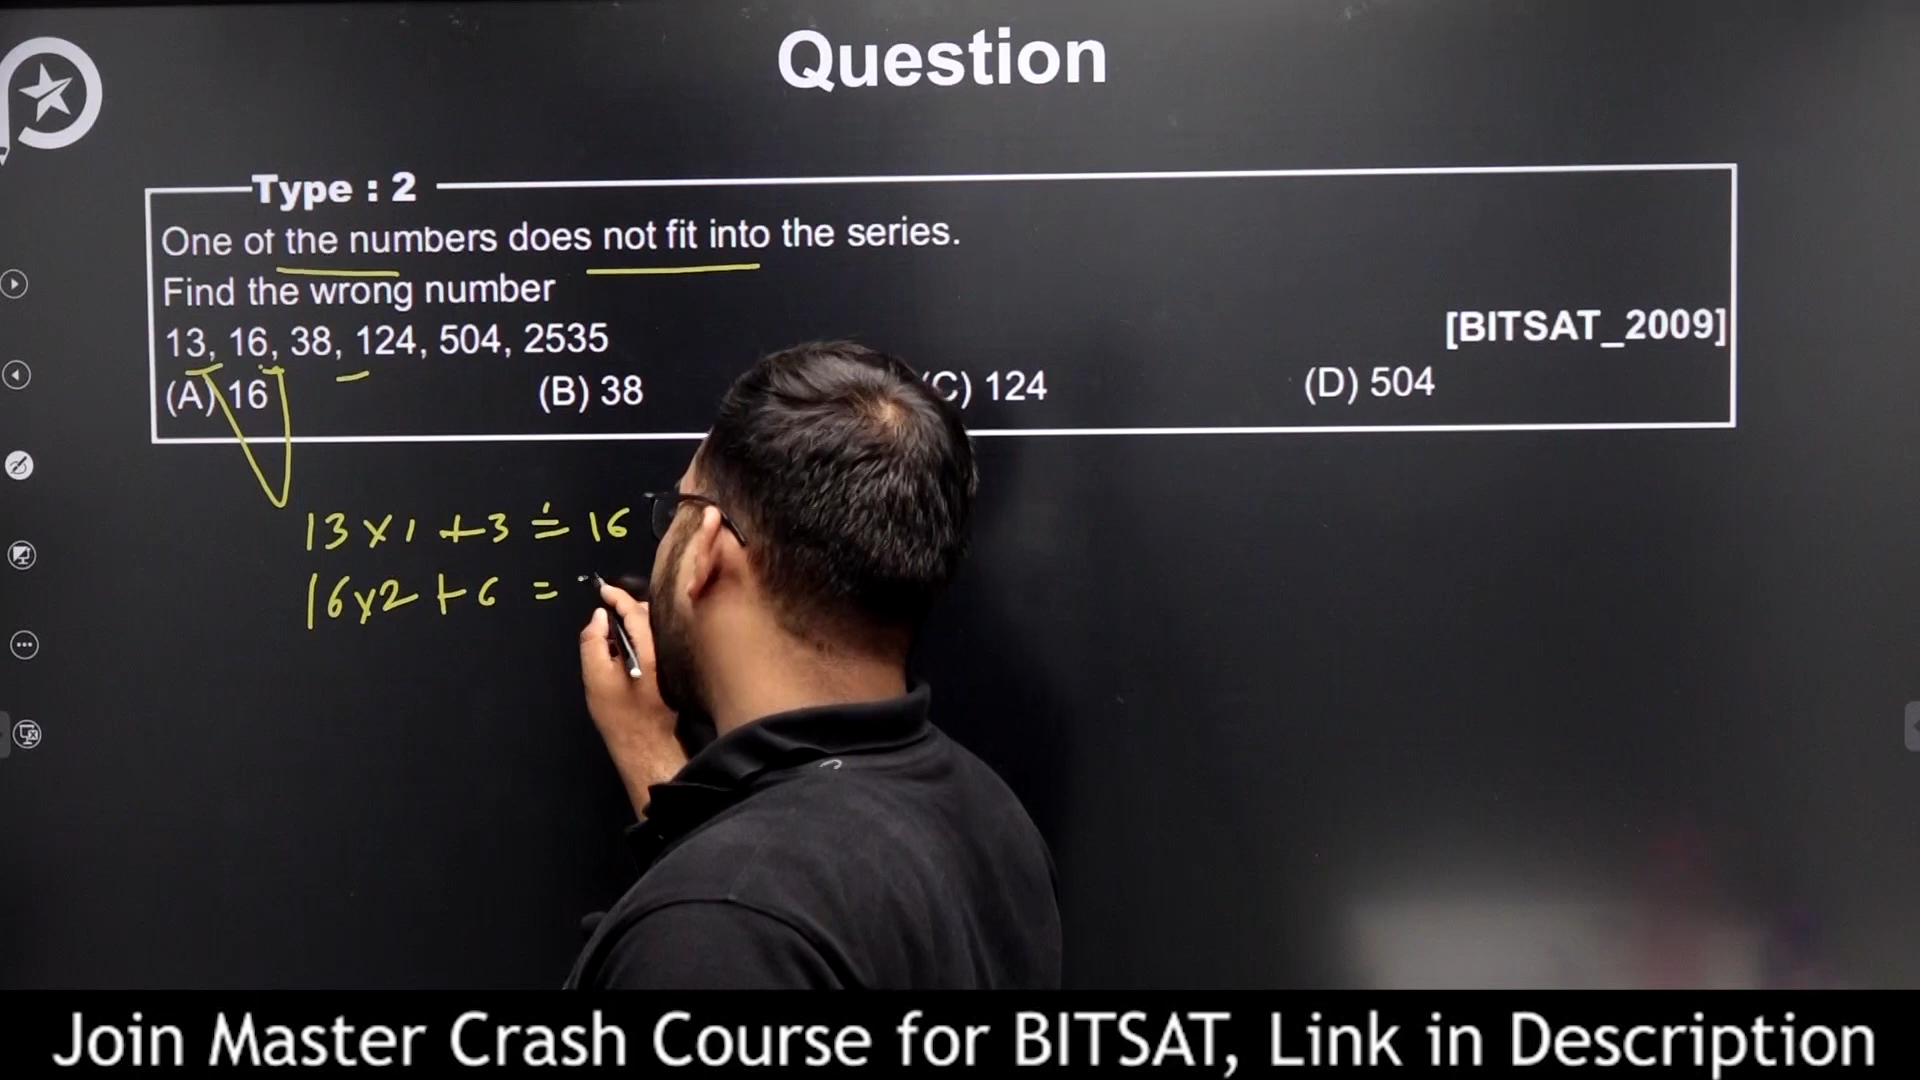 Question
Type : 2
One of the numbers does not fit into the series.
Find the wrong number
13, 16, 38, 124, 504, 2535
[BITSAT_2009]
(A) 16 (B) 38 (C) 124 (D) 504
13 x 1 + 3 = 16
16 x 2 + 6 =
Join Master Crash Course for BITSAT, Link in Description